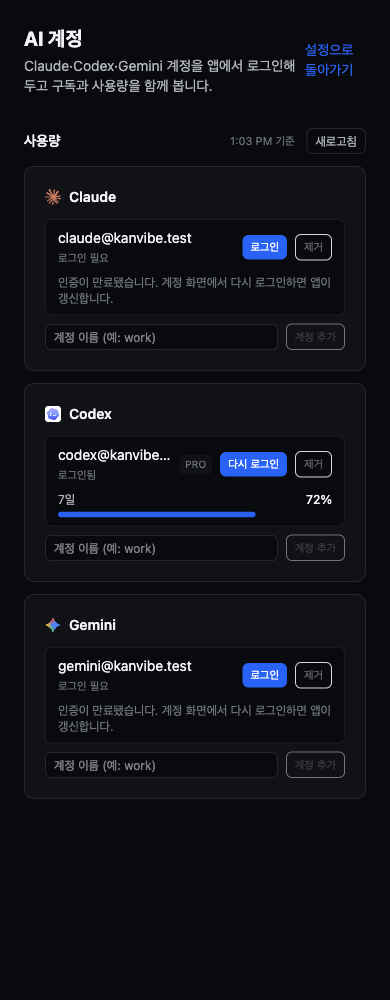 AI 계정
Claude·Codex·Gemini 계정을 앱에서 로그인해
두고 구독과 사용량을 함께 봅니다.
설정으로
돌아가기
사용량
1:03 PM 기준
새로고침
Claude
claude@kanvibe.test
로그인 필요
로그인
제거
인증이 만료됐습니다. 계정 화면에서 다시 로그인하면 앱이
갱신합니다.
계정 이름 (예: work)
계정 추가
Codex
codex@kanvibe...
로그인됨
PRO
다시 로그인
제거
7일
72%
계정 이름 (예: work)
계정 추가
Gemini
gemini@kanvibe.test
로그인 필요
로그인
제거
인증이 만료됐습니다. 계정 화면에서 다시 로그인하면 앱이
갱신합니다.
계정 이름 (예: work)
계정 추가